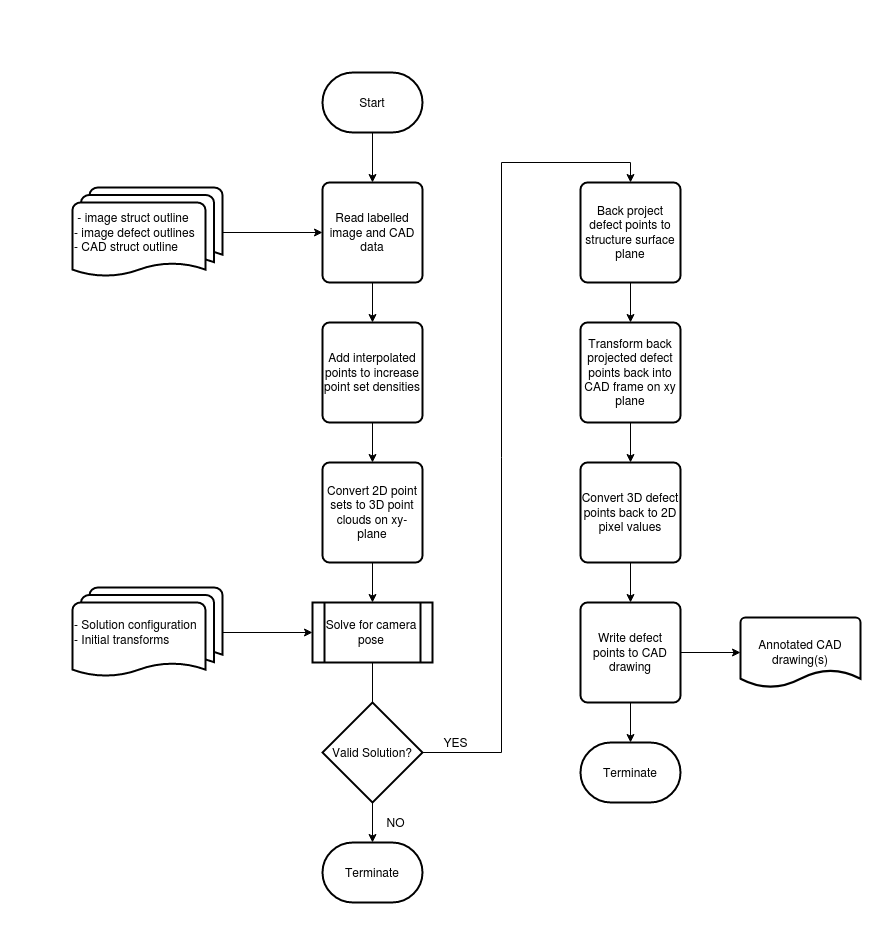 Start
- image struct outline
- image defect outlines
- CAD struct outline
Read labelled
image and CAD
data
Add interpolated
points to increase
point set densities
Convert 2D point
sets to 3D point
clouds on xy-
plane
- Solution configuration
- Initial transforms
Solve for camera
pose
Valid Solution?
YES
NO
Terminate
Back project
defect points to
structure surface
plane
Transform back
projected defect
points back into
CAD frame on xy
plane
Convert 3D defect
points back to 2D
pixel values
Write defect
points to CAD
drawing
Annotated CAD
drawing(s)
Terminate